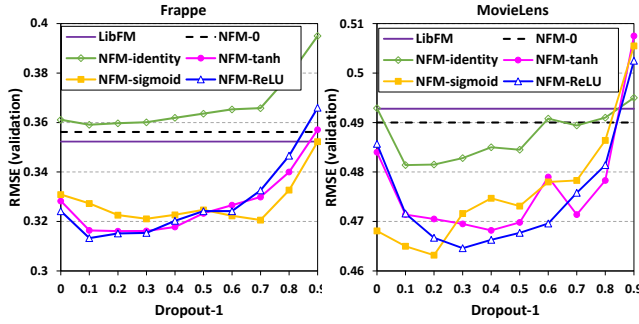 Frappe
0.4
0.38
0.36
0.34
0.32
0.3
RMSE (validation)
LibFM
NFM-0
NFM-identity
NFM-tanh
NFM-sigmoid
NFM-ReLU
0 0.1 0.2 0.3 0.4 0.5 0.6 0.7 0.8 0.9
Dropout-1
MovieLens
0.51
0.5
0.49
0.48
0.47
0.46
RMSE (validation)
LibFM
NFM-0
NFM-identity
NFM-tanh
NFM-sigmoid
NFM-ReLU
0 0.1 0.2 0.3 0.4 0.5 0.6 0.7 0.8 0.9
Dropout-1